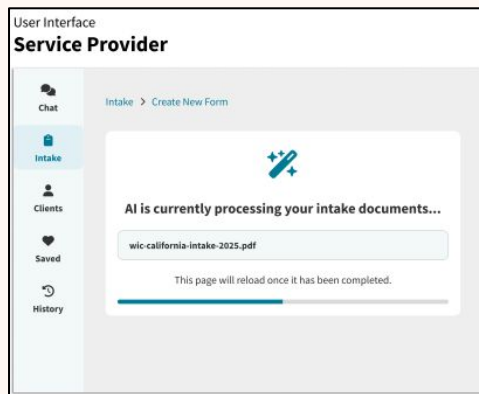 User Interface
Service Provider
Chat
Intake
Clients
Saved
History
Intake > Create New Form
AI is currently processing your intake documents...
wic-california-intake-2025.pdf
This page will reload once it has been completed.